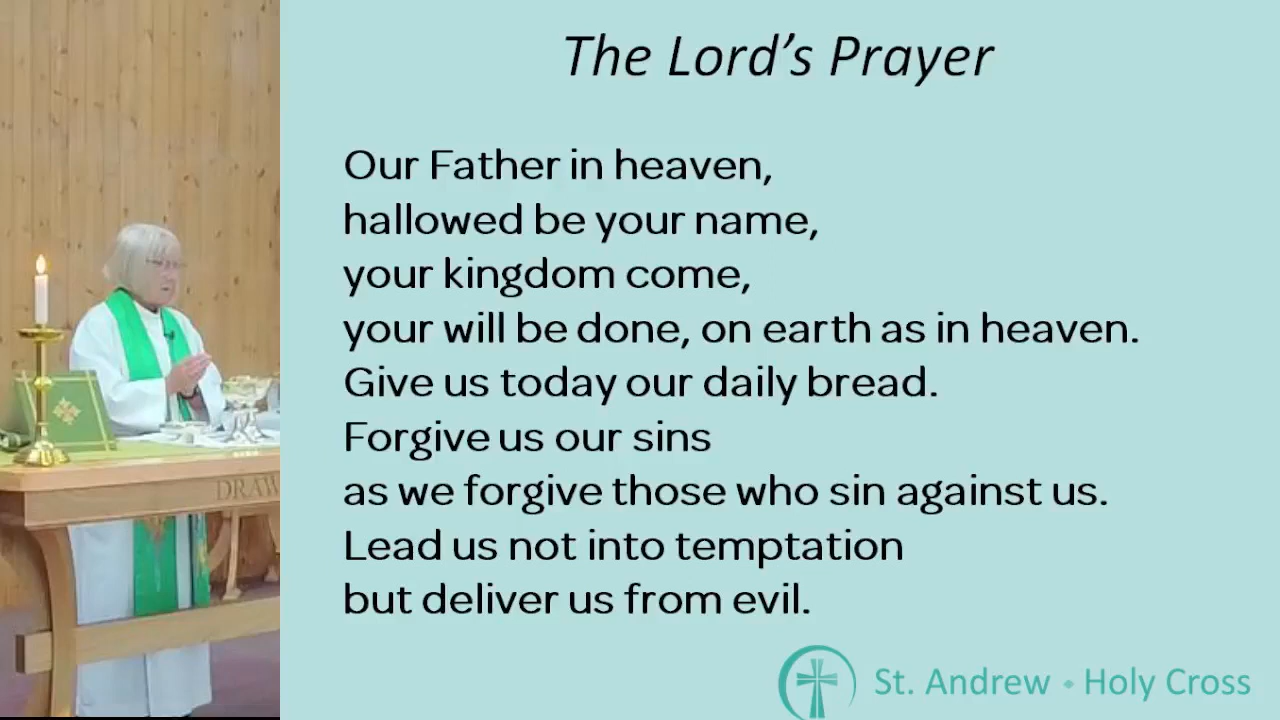 The Lord's Prayer
Our Father in heaven,
hallowed be your name,
your kingdom come,
your will be done, on earth as in heaven.
Give us today our daily bread.
Forgive us our sins
as we forgive those who sin against us.
Lead us not into temptation
but deliver us from evil.
DRAW
St. Andrew • Holy Cross